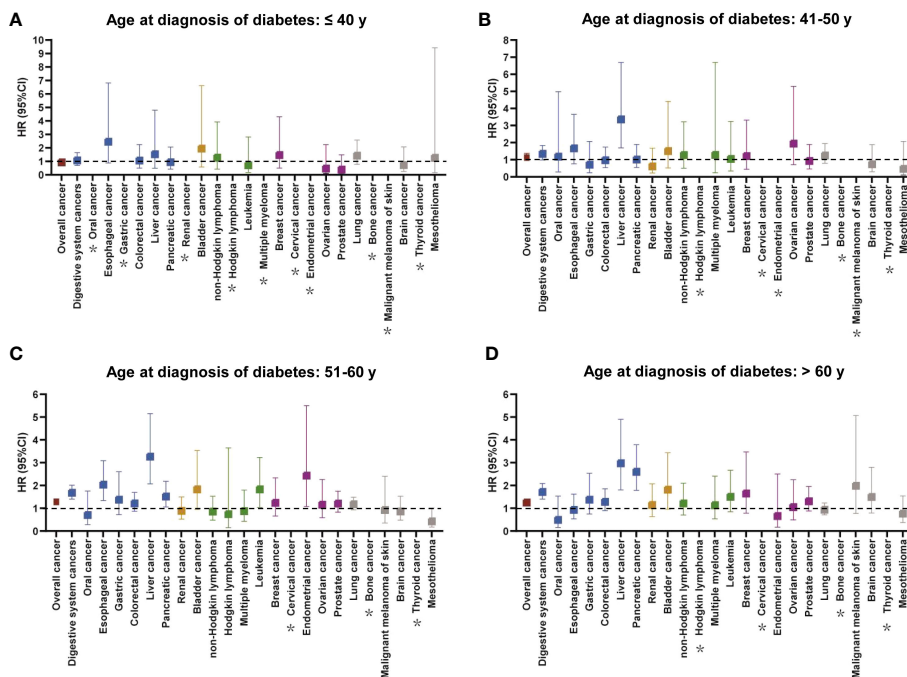 A
Age at diagnosis of diabetes: ≤ 40 y
HR (95%CI)
10
9
8
7
6
5
4
3
2
1
0
Overall cancer
Digestive system cancers
* Oral cancer
Esophageal cancer
* Gastric cancer
Colorectal cancer
Liver cancer
Pancreatic cancer
* Renal cancer
Bladder cancer
non-Hodgkin lymphoma
* Hodgkin lymphoma
Leukemia
* Multiple myeloma
Breast cancer
* Cervical cancer
* Endometrial cancer
Ovarian cancer
Prostate cancer
Lung cancer
* Bone cancer
* Malignant melanoma of skin
Brain cancer
* Thyroid cancer
Mesothelioma
B
Age at diagnosis of diabetes: 41-50 y
HR (95%CI)
8
7
6
5
4
3
2
1
0
Overall cancer
Digestive system cancers
Oral cancer
Esophageal cancer
Gastric cancer
Colorectal cancer
Liver cancer
Pancreatic cancer
Renal cancer
Bladder cancer
non-Hodgkin lymphoma
* Hodgkin lymphoma
Multiple myeloma
Leukemia
Breast cancer
* Cervical cancer
* Endometrial cancer
Ovarian cancer
Prostate cancer
Lung cancer
* Bone cancer
* Malignant melanoma of skin
Brain cancer
* Thyroid cancer
Mesothelioma
C
Age at diagnosis of diabetes: 51-60 y
HR (95%CI)
6
5
4
3
2
1
0
Overall cancer
Digestive system cancers
Oral cancer
Esophageal cancer
Gastric cancer
Colorectal cancer
Liver cancer
Pancreatic cancer
Renal cancer
Bladder cancer
non-Hodgkin lymphoma
Hodgkin lymphoma
Multiple myeloma
Leukemia
Breast cancer
* Cervical cancer
Endometrial cancer
Ovarian cancer
Prostate cancer
Lung cancer
* Bone cancer
Malignant melanoma of skin
Brain cancer
* Thyroid cancer
Mesothelioma
D
Age at diagnosis of diabetes: > 60 y
HR (95%CI)
6
5
4
3
2
1
0
Overall cancer
Digestive system cancers
Oral cancer
Esophageal cancer
Gastric cancer
Colorectal cancer
Liver cancer
Pancreatic cancer
Renal cancer
Bladder cancer
non-Hodgkin lymphoma
* Hodgkin lymphoma
Multiple myeloma
Leukemia
Breast cancer
* Cervical cancer
Endometrial cancer
Ovarian cancer
Prostate cancer
Lung cancer
* Bone cancer
Malignant melanoma of skin
Brain cancer
* Thyroid cancer
Mesothelioma